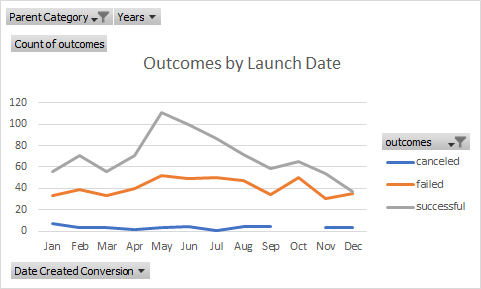 Parent Category Years
Count of outcomes
Outcomes by Launch Date
120
100
80
60
40
20
0
Jan Feb Mar Apr May Jun Jul Aug Sep Oct Nov Dec
outcomes
canceled
failed
successful
Date Created Conversion